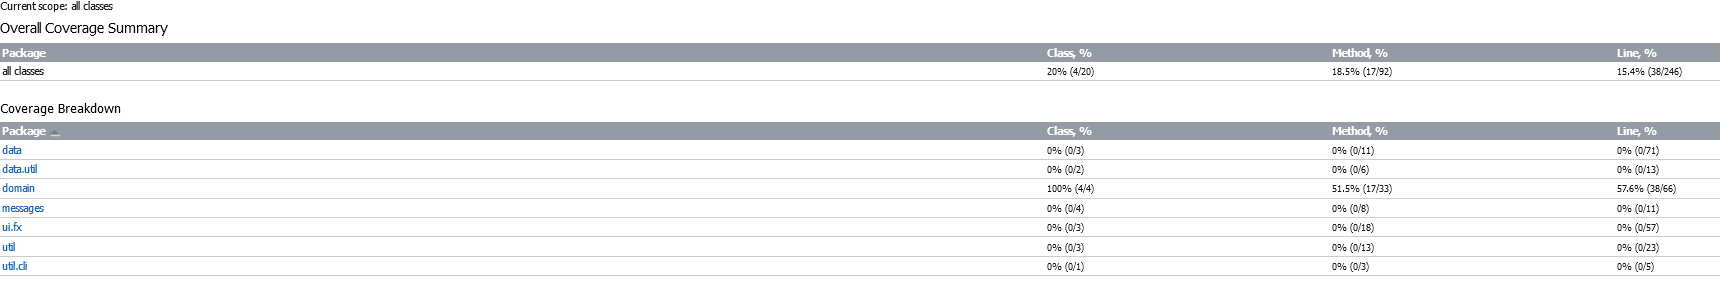 Current scope: all classes
Overall Coverage Summary
Package Class, % Method, % Line, %
all classes 20% (4/20) 18.5% (17/92) 15.4% (38/246)
Coverage Breakdown
Package Class, % Method, % Line, %
data 0% (0/3) 0% (0/11) 0% (0/71)
data.util 0% (0/2) 0% (0/6) 0% (0/13)
domain 100% (4/4) 51.5% (17/33) 57.6% (38/66)
messages 0% (0/4) 0% (0/8) 0% (0/11)
ui.fx 0% (0/3) 0% (0/18) 0% (0/57)
util 0% (0/3) 0% (0/13) 0% (0/23)
util.cli 0% (0/1) 0% (0/3) 0% (0/5)